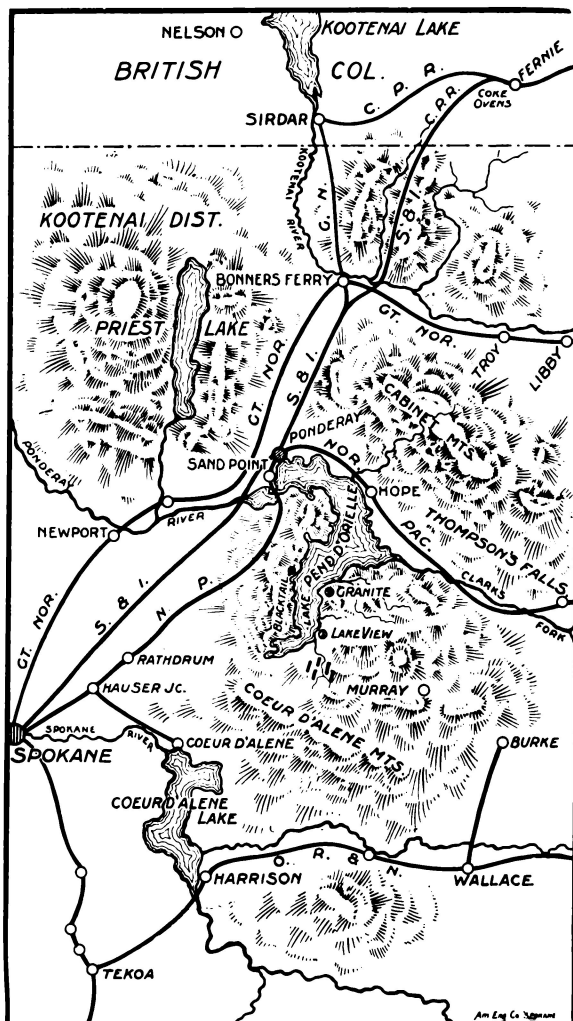 NELSON
KOOTENAI LAKE
BRITISH COL.
FERNIE
C. P. R.
COKE OVENS
C.P.R.
SIRDAR
KOOTENAI RIVER
G. N.
S. & I.
KOOTENAI DIST.
BONNERS FERRY
PRIEST LAKE
GT. NOR.
TROY
LIBBY
GT. NOR.
S. & I.
CABINET MTS.
PONDERAY
NOR.
SAND POINT
PONDERAY
RIVER
HOPE
NEWPORT
PAC.
THOMPSON'S FALLS
LAKE PEND D'ORIELLE
BLACKTAIL
CLARKS
FORK
GRANITE
GT. NOR.
S. & I.
N. P.
LAKE VIEW
RATHDRUM
HAUSER JC.
MURRAY
COEUR D'ALENE MTS.
SPOKANE RIVER
SPOKANE
COEUR D'ALENE
BURKE
COEUR D'ALENE
LAKE
O. R. & N.
HARRISON
WALLACE
TEKOA
Am Eng Co Spokane